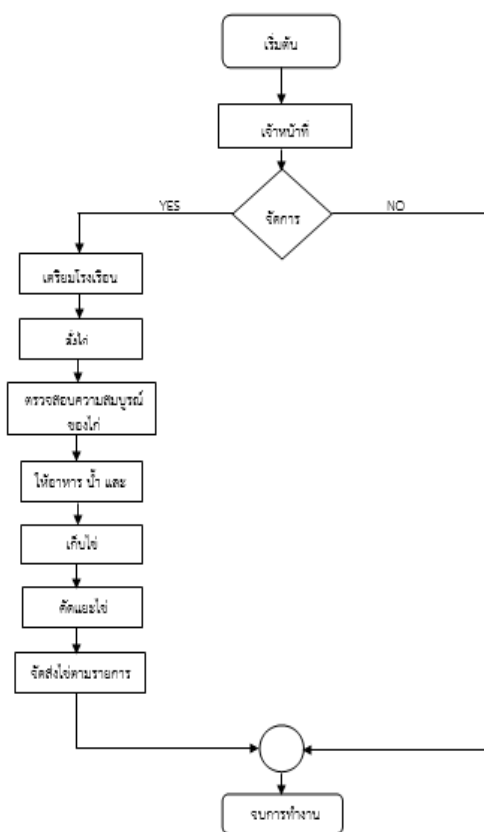 เริ่มต้น
เจ้าหน้าที่
จัดการ
YES
NO
เตรียมโรงเรือน
สั่งไก่
ตรวจสอบความสมบูรณ์
ของไก่
ให้อาหาร น้ำ และ
เก็บไข่
คัดแยะไข่
จัดส่งไข่ตามรายการ
จบการทำงาน